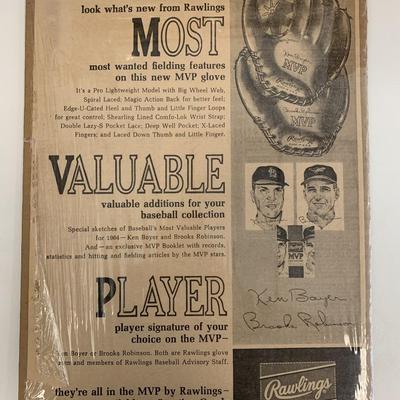 look what's new from Rawlings
MOST
most wanted fielding features
on this new MVP glove
It's a Pro Lightweight Model with Big Wheel Web,
Spiral Laced; Magic Action Back for better feel;
Edge-U-Cated Heel and Thumb and Little Finger Loops
for great control; Shearling Lined Comfo-Lok Wrist Strap;
Double Lazy-S Pocket Lace; Deep Well Pocket; X-Laced
Fingers; and Laced Down Thumb and Little Finger.
VALUABLE
valuable additions for your
baseball collection
Special sketches of Baseball's Most Valuable Players
for 1964—Ken Boyer and Brooks Robinson.
And—an exclusive MVP Booklet with records,
statistics and hitting and fielding articles by the MVP stars.
PLAYER
player signature of your
choice on the MVP—
en Boyer or Brooks Robinson. Both are Rawlings glove
and members of Rawlings Baseball Advisory Staff.
they're all in the MVP by Rawlings—
Ken Boyer
MVP
Rawlings
MVP
Rawlings
MVP
Ken Boyer
Brooks Robinson
Rawlings